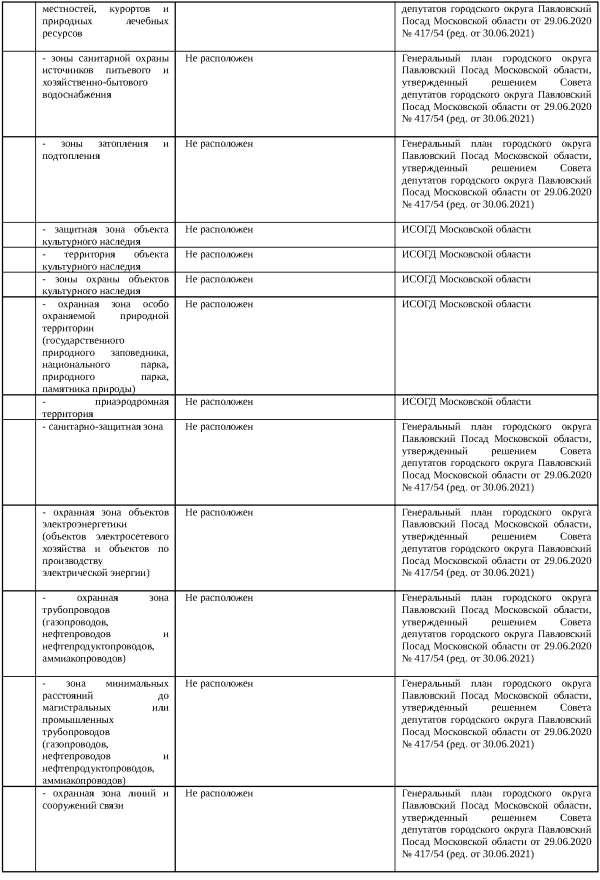 местностей, курортов и
природных лечебных
ресурсов
депутатов городского округа Павловский
Посад Московской области от 29.06.2020
№ 417/54 (ред. от 30.06.2021)
- зоны санитарной охраны
источников питьевого и
хозяйственно-бытового
водоснабжения
Не расположен
Генеральный план городского округа
Павловский Посад Московской области,
утвержденный решением Совета
депутатов городского округа Павловский
Посад Московской области от 29.06.2020
№ 417/54 (ред. от 30.06.2021)
- зоны затопления и
подтопления
Не расположен
Генеральный план городского округа
Павловский Посад Московской области,
утвержденный решением Совета
депутатов городского округа Павловский
Посад Московской области от 29.06.2020
№ 417/54 (ред. от 30.06.2021)
- защитная зона объекта
культурного наследия
Не расположен
ИСОГД Московской области
- территория объекта
культурного наследия
Не расположен
ИСОГД Московской области
- зоны охраны объектов
культурного наследия
Не расположен
ИСОГД Московской области
- охранная зона особо
охраняемой природной
территории
(государственного
природного заповедника,
национального парка,
природного парка,
памятника природы)
Не расположен
ИСОГД Московской области
- приаэродромная
территория
Не расположен
ИСОГД Московской области
- санитарно-защитная зона
Не расположен
Генеральный план городского округа
Павловский Посад Московской области,
утвержденный решением Совета
депутатов городского округа Павловский
Посад Московской области от 29.06.2020
№ 417/54 (ред. от 30.06.2021)
- охранная зона объектов
электроэнергетики
(объектов электросетевого
хозяйства и объектов по
производству
электрической энергии)
Не расположен
Генеральный план городского округа
Павловский Посад Московской области,
утвержденный решением Совета
депутатов городского округа Павловский
Посад Московской области от 29.06.2020
№ 417/54 (ред. от 30.06.2021)
- охранная зона
трубопроводов
(газопроводов,
нефтепроводов и
нефтепродуктопроводов,
аммиакопроводов)
Не расположен
Генеральный план городского округа
Павловский Посад Московской области,
утвержденный решением Совета
депутатов городского округа Павловский
Посад Московской области от 29.06.2020
№ 417/54 (ред. от 30.06.2021)
- зона минимальных
расстояний до
магистральных или
промышленных
трубопроводов
(газопроводов,
нефтепроводов и
нефтепродуктопроводов,
аммиакопроводов)
Не расположен
Генеральный план городского округа
Павловский Посад Московской области,
утвержденный решением Совета
депутатов городского округа Павловский
Посад Московской области от 29.06.2020
№ 417/54 (ред. от 30.06.2021)
- охранная зона линий и
сооружений связи
Не расположен
Генеральный план городского округа
Павловский Посад Московской области,
утвержденный решением Совета
депутатов городского округа Павловский
Посад Московской области от 29.06.2020
№ 417/54 (ред. от 30.06.2021)